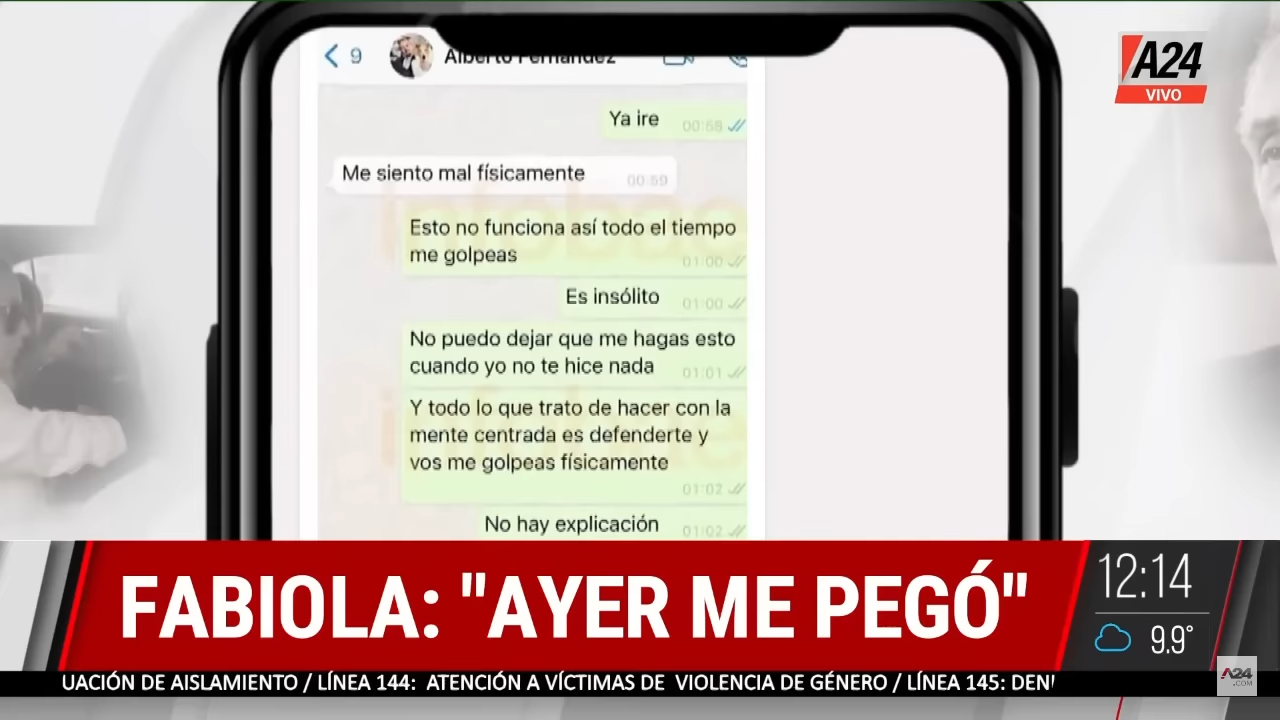 9 Alberto Fernández
A24
VIVO
Ya ire 00:58
Me siento mal físicamente 00:59
Esto no funciona así todo el tiempo
me golpeas 01:00
Es insólito 01:00
No puedo dejar que me hagas esto
cuando yo no te hice nada 01:01
Y todo lo que trato de hacer con la
mente centrada es defenderte y
vos me golpeas físicamente
01:02
No hay explicación 01:02
FABIOLA: "AYER ME PEGÓ"
12:14
9.9°
UACIÓN DE AISLAMIENTO / LÍNEA 144: ATENCIÓN A VÍCTIMAS DE VIOLENCIA DE GÉNERO / LÍNEA 145: DENU
A24
.COM